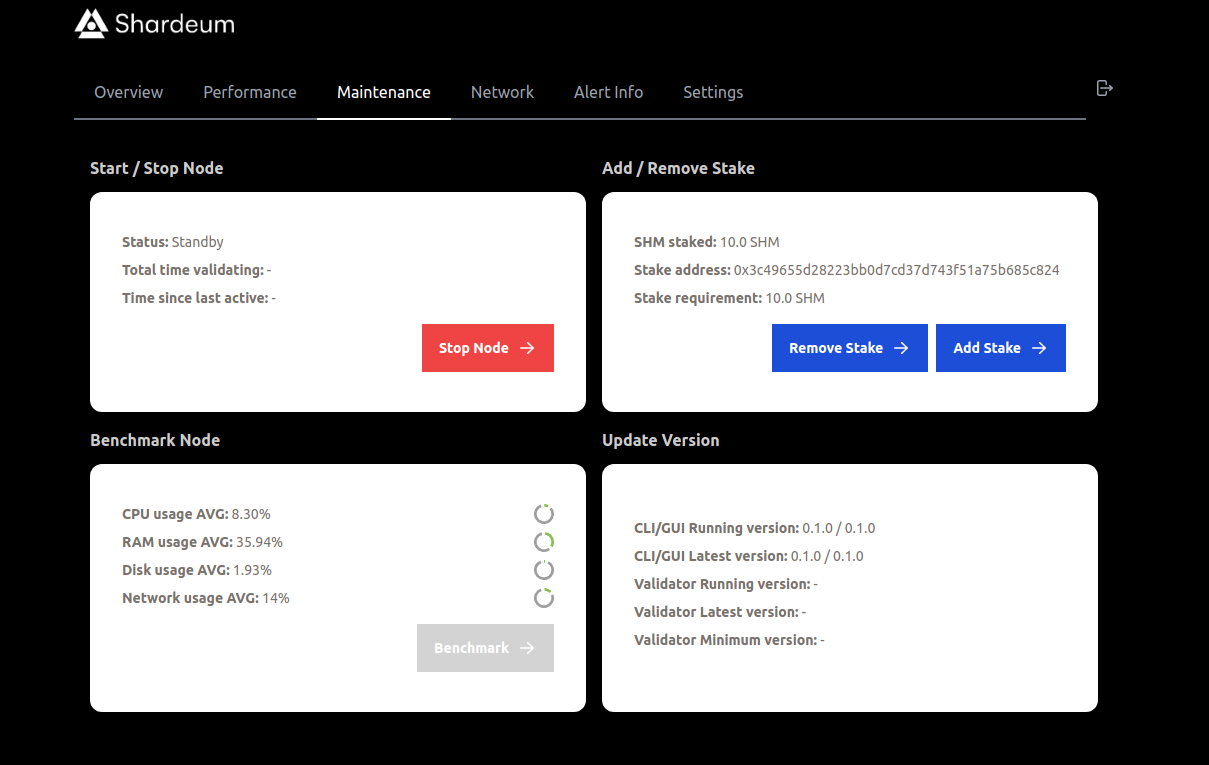 Shardeum
Overview Performance Maintenance Network Alert Info Settings
Start / Stop Node
Status: Standby
Total time validating: -
Time since last active: -
Stop Node →
Add / Remove Stake
SHM staked: 10.0 SHM
Stake address: 0x3c49655d28223bb0d7cd37d743f51a75b685c824
Stake requirement: 10.0 SHM
Remove Stake → Add Stake →
Benchmark Node
CPU usage AVG: 8.30%
RAM usage AVG: 35.94%
Disk usage AVG: 1.93%
Network usage AVG: 14%
Benchmark →
Update Version
CLI/GUI Running version: 0.1.0 / 0.1.0
CLI/GUI Latest version: 0.1.0 / 0.1.0
Validator Running version: -
Validator Latest version: -
Validator Minimum version: -